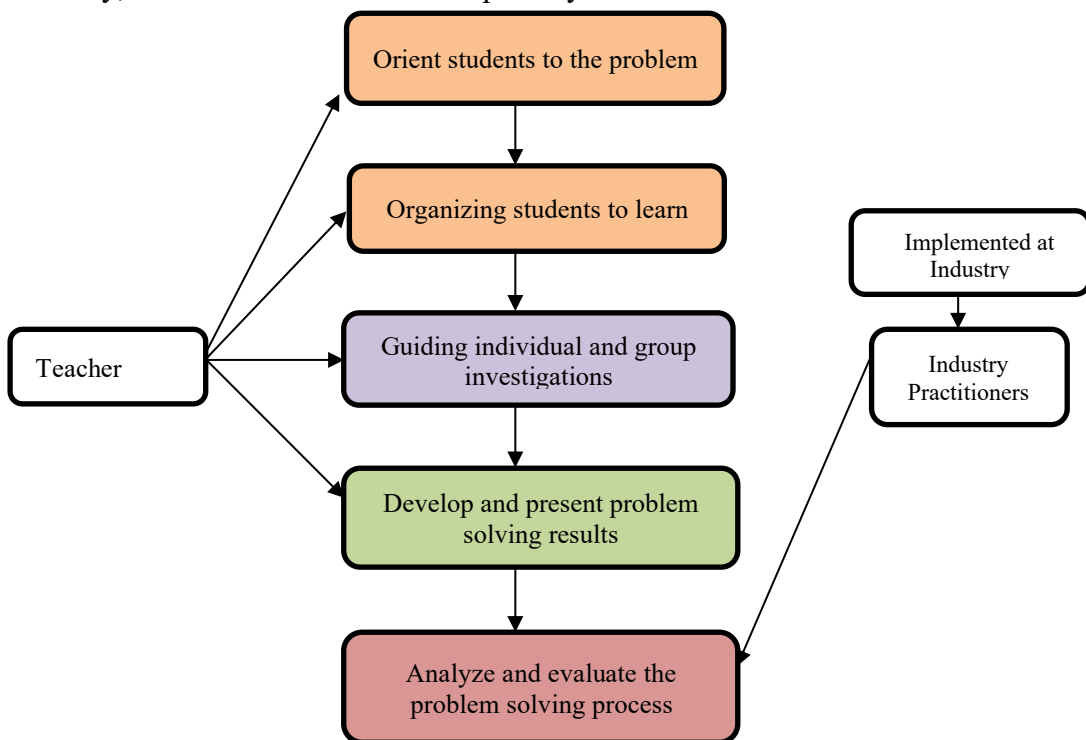 Orient students to the problem
Organizing students to learn
Implemented at
Industry
Guiding individual and group
investigations
Teacher
Industry
Practitioners
Develop and present problem
solving results
Analyze and evaluate the
problem solving process